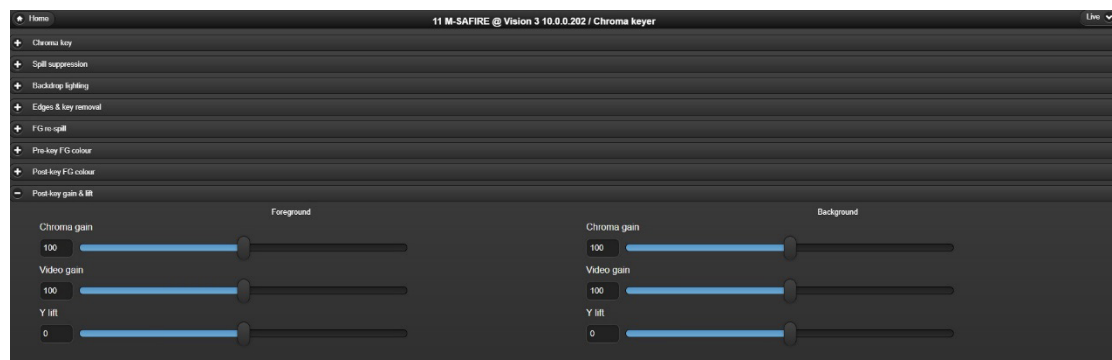 Home
11 M-SAFIRE @ Vision 3 10.0.0.202 / Chroma keyer
Live
Chroma key
Spill suppression
Backdrop lighting
Edges & key removal
FG re-spill
Pre-key FG colour
Post-key FG colour
Post-key gain & lift
Foreground
Background
Chroma gain
Chroma gain
100
100
Video gain
Video gain
100
100
Y lift
Y lift
0
0